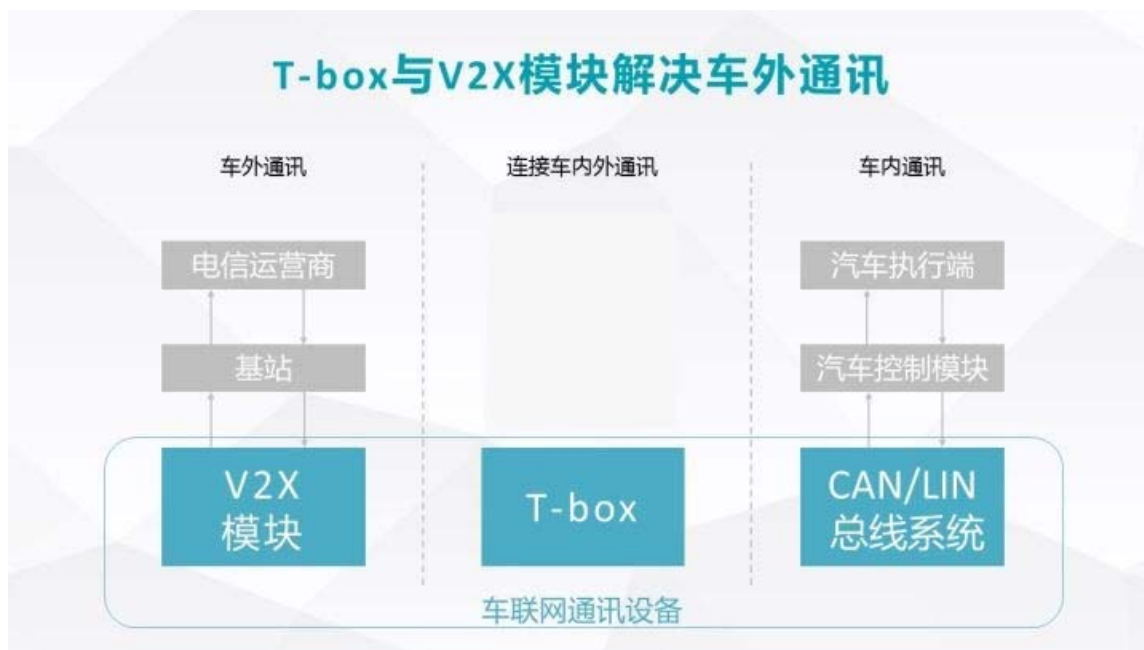 T-box与V2X模块解决车外通讯
车外通讯
连接车内外通讯
车内通讯
电信运营商
汽车执行端
基站
汽车控制模块
V2X
模块
T-box
CAN/LIN
总线系统
车联网通讯设备